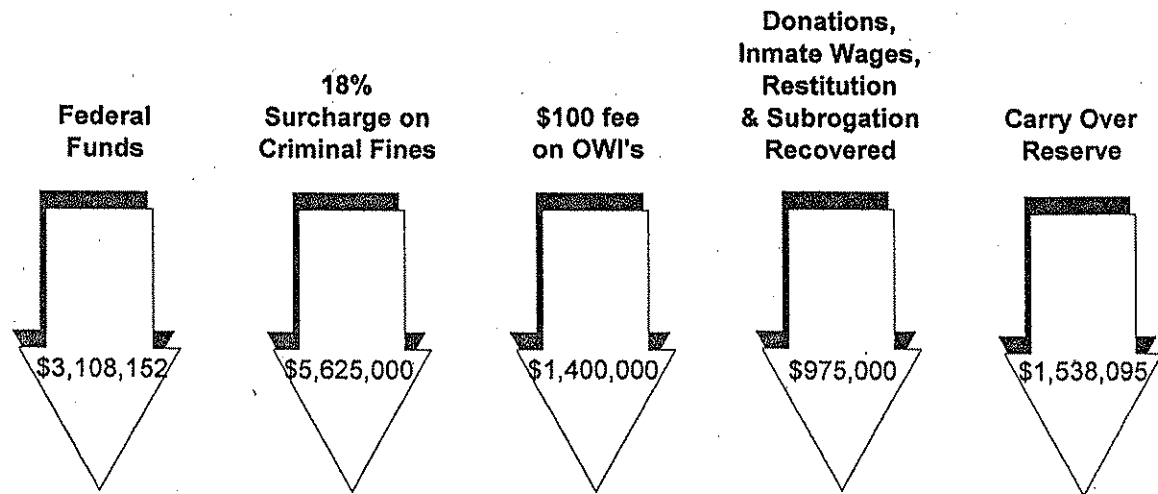 Federal
Funds
18%
Surcharge on
Criminal Fines
$100 fee
on OWI's
Donations,
Inmate Wages,
Restitution
& Subrogation
Recovered
Carry Over
Reserve
$3,108,152
$5,625,000
$1,400,000
$975,000
$1,538,095